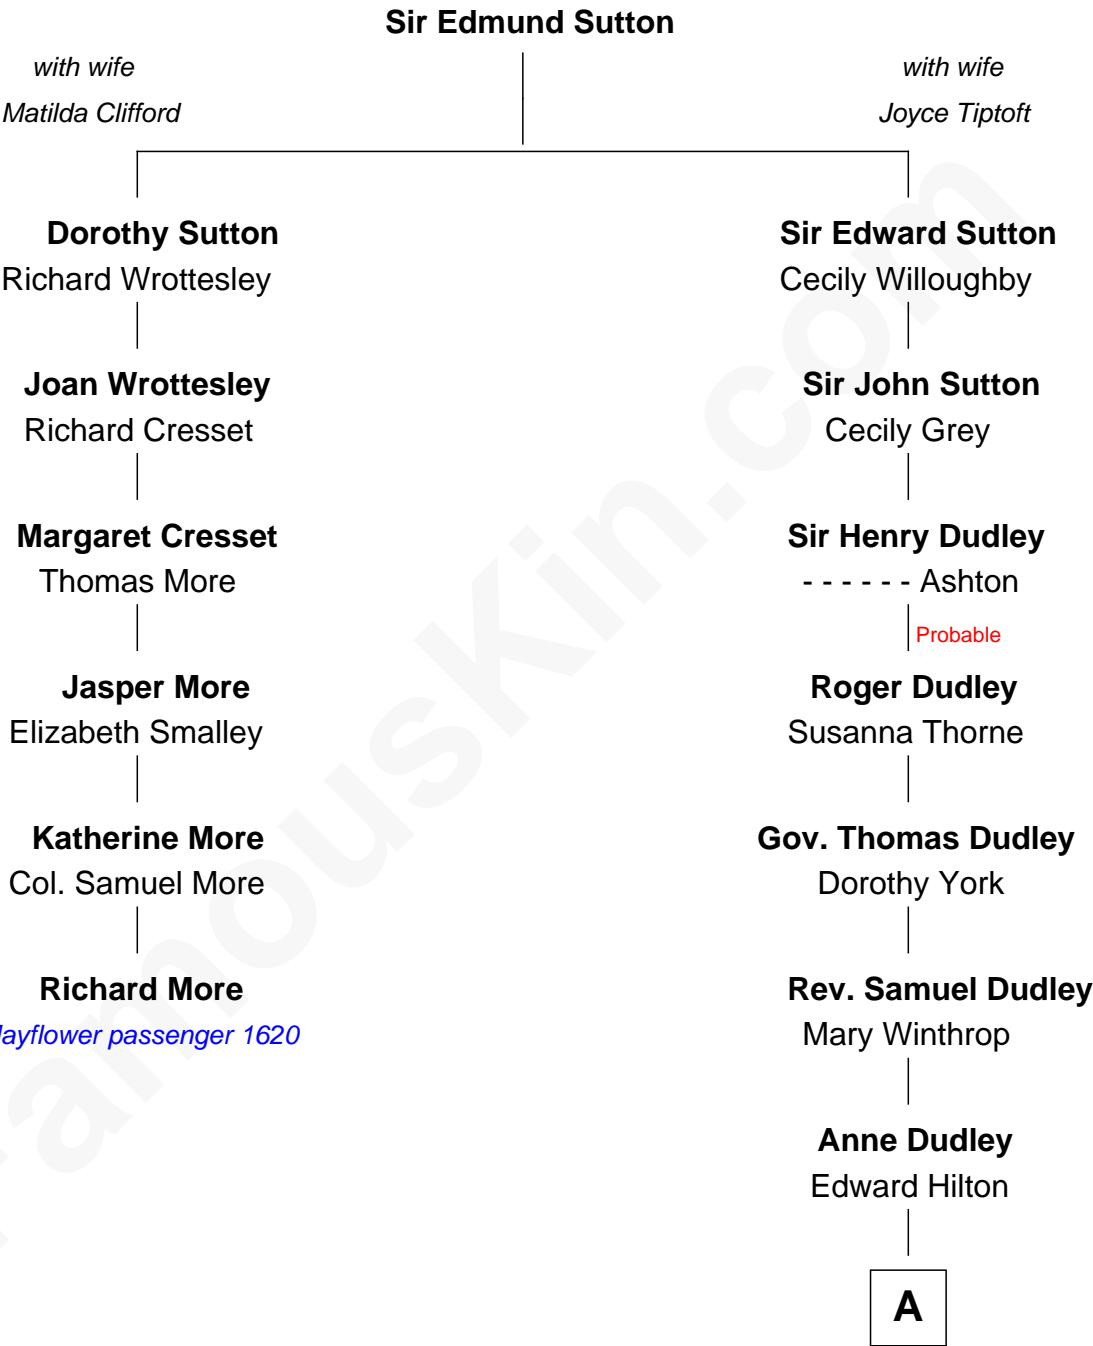 Sir Edmund Sutton
with wife
Matilda Clifford
with wife
Joyce Tiptoft
Dorothy Sutton
Richard Wrottesley
Sir Edward Sutton
Cecily Willoughby
Joan Wrottesley
Richard Cresset
Sir John Sutton
Cecily Grey
Margaret Cresset
Thomas More
Sir Henry Dudley
- - - - - - Ashton
Probable
Jasper More
Elizabeth Smalley
Roger Dudley
Susanna Thorne
Katherine More
Col. Samuel More
Gov. Thomas Dudley
Dorothy York
Richard More
ayflower passenger 1620
Rev. Samuel Dudley
Mary Winthrop
Anne Dudley
Edward Hilton
A
FamousKin.com